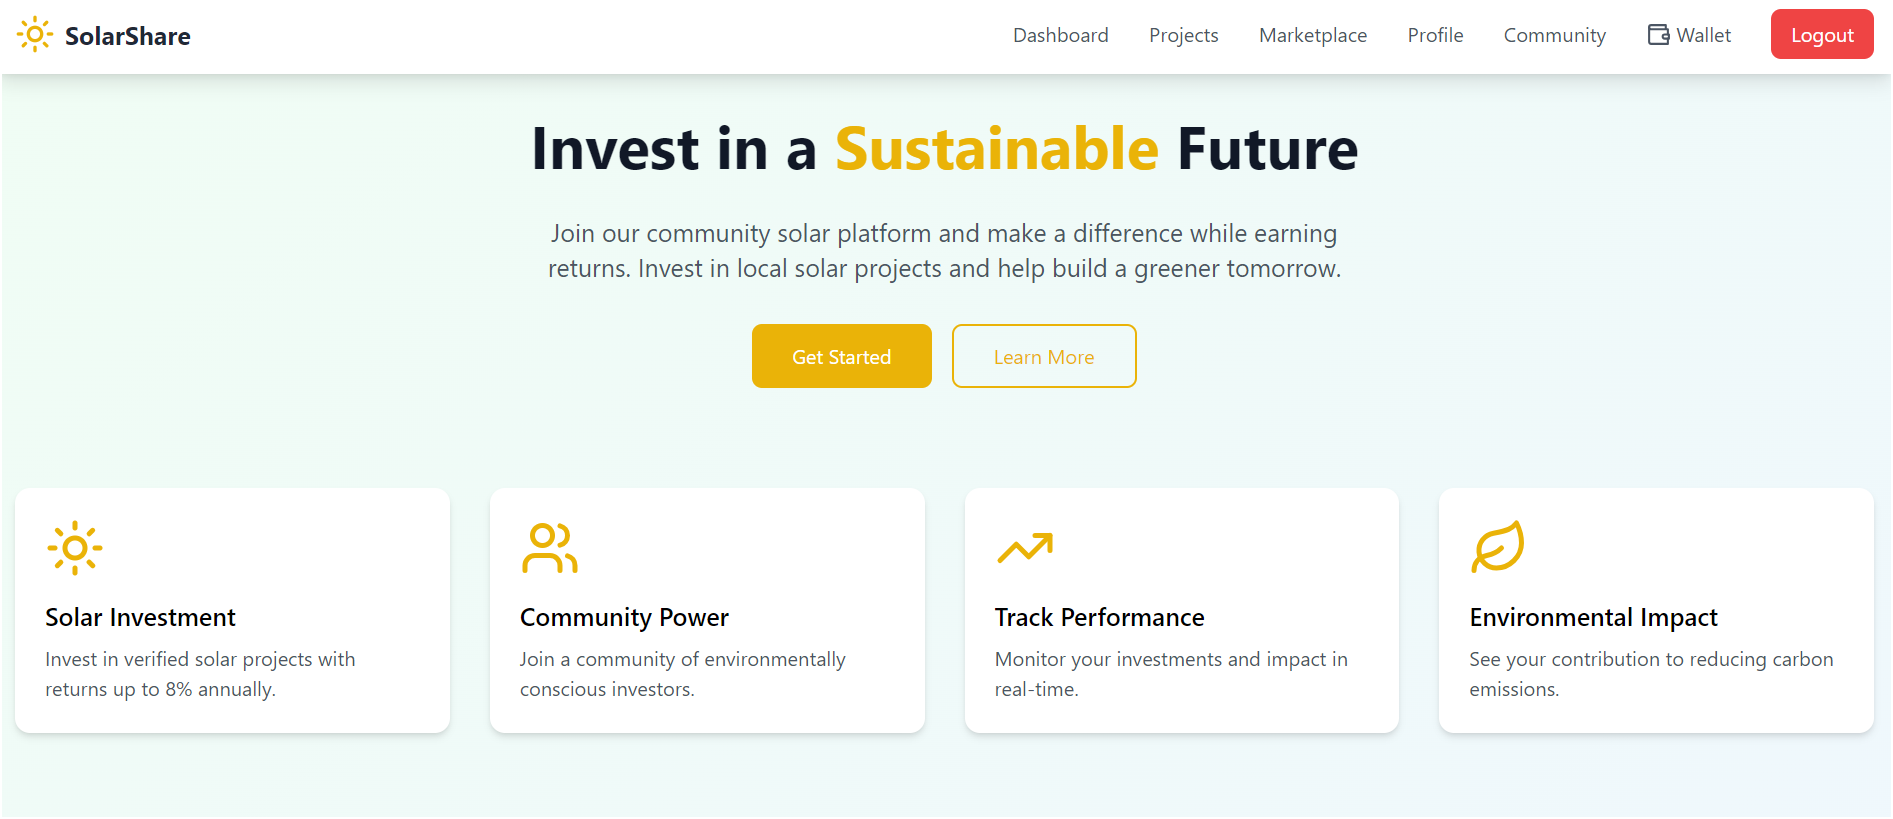 SolarShare
Dashboard
Projects
Marketplace
Profile
Community
Wallet
Logout
Invest in a Sustainable Future
Join our community solar platform and make a difference while earning
returns. Invest in local solar projects and help build a greener tomorrow.
Get Started
Learn More
Solar Investment
Invest in verified solar projects with
returns up to 8% annually.
Community Power
Join a community of environmentally
conscious investors.
Track Performance
Monitor your investments and impact in
real-time.
Environmental Impact
See your contribution to reducing carbon
emissions.